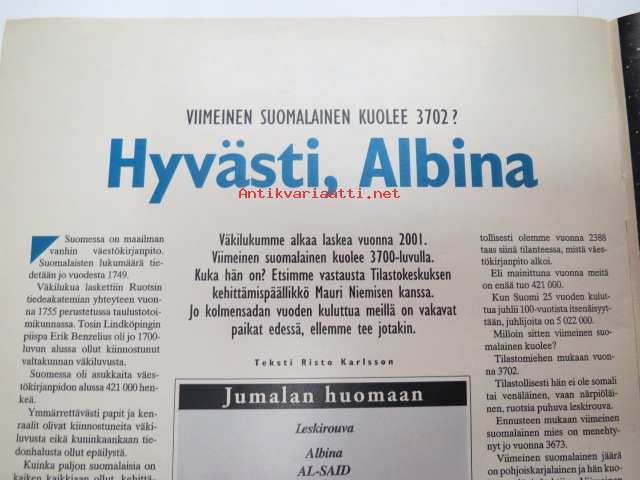 VIIMEINEN SUOMALAINEN KUOLEE 3702?
Hyvästi, Albina
Antikvariaatti.net
Suomessa on maailman
vanhin väestökirjanpito.
Suomalaisten lukumäärä tie-
detään jo vuodesta 1749.
Väkilukua laskettiin Ruotsin
tiedeakatemian yhteyteen vuon-
na 1755 perustetussa taulustotoi-
mikunnassa. Tosin Lindköpingin
piispa Erik Benzelius oli jo 1700-
luvun alussa ollut kiinnostunut
valtakunnan väkiluvusta.
Suomessa oli asukkaita väes-
tökirjanpidon alussa 421 000 hen-
keä.
Ymmärrettävästi papit ja ken-
raalit olivat kiinnostuneita väki-
luvusta eikä kuninkaankaan tie-
donhalusta ollut epäilystä.
Kuinka paljon suomalaisia on
kaiken kaikkiaan ollut, kehittä-
Väkilukumme alkaa laskea vuonna 2001.
Viimeinen suomalainen kuolee 3700-luvulla.
Kuka hän on? Etsimme vastausta Tilastokeskuksen
kehittämispäällikkö Mauri Niemisen kanssa.
Jo kolmensadan vuoden kuluttua meillä on vakavat
paikat edessä, ellemme tee jotakin.
Teksti Risto Karlsson
Jumalan huomaan
Leskirouva
Albina
AL-SAID
tollisesti olemme vuonna 2388
taas siinä tilanteessa, mistä väes-
tökirjanpito alkoi.
Eli mainittuna vuonna meitä
on enää tuo 421 000.
Kun Suomi 25 vuoden kulut-
tua juhlii 100-vuotista itsenäisyyt-
tään, juhlijoita on 5 022 000.
Milloin sitten viimeinen suo-
malainen kuolee?
Tilastomiehen mukaan vuon-
na 3702.
Tilastollisesti hän ei ole somali
tai venäläinen, vaan närpiöläi-
nen, ruotsia puhuva leskirouva.
Ennusteen mukaan viimeinen
suomalainen mies on menehty-
nyt jo vuonna 3673.
Viimeinen suomalainen jäärä
on pohjoiskarjalainen ja hän kuo-